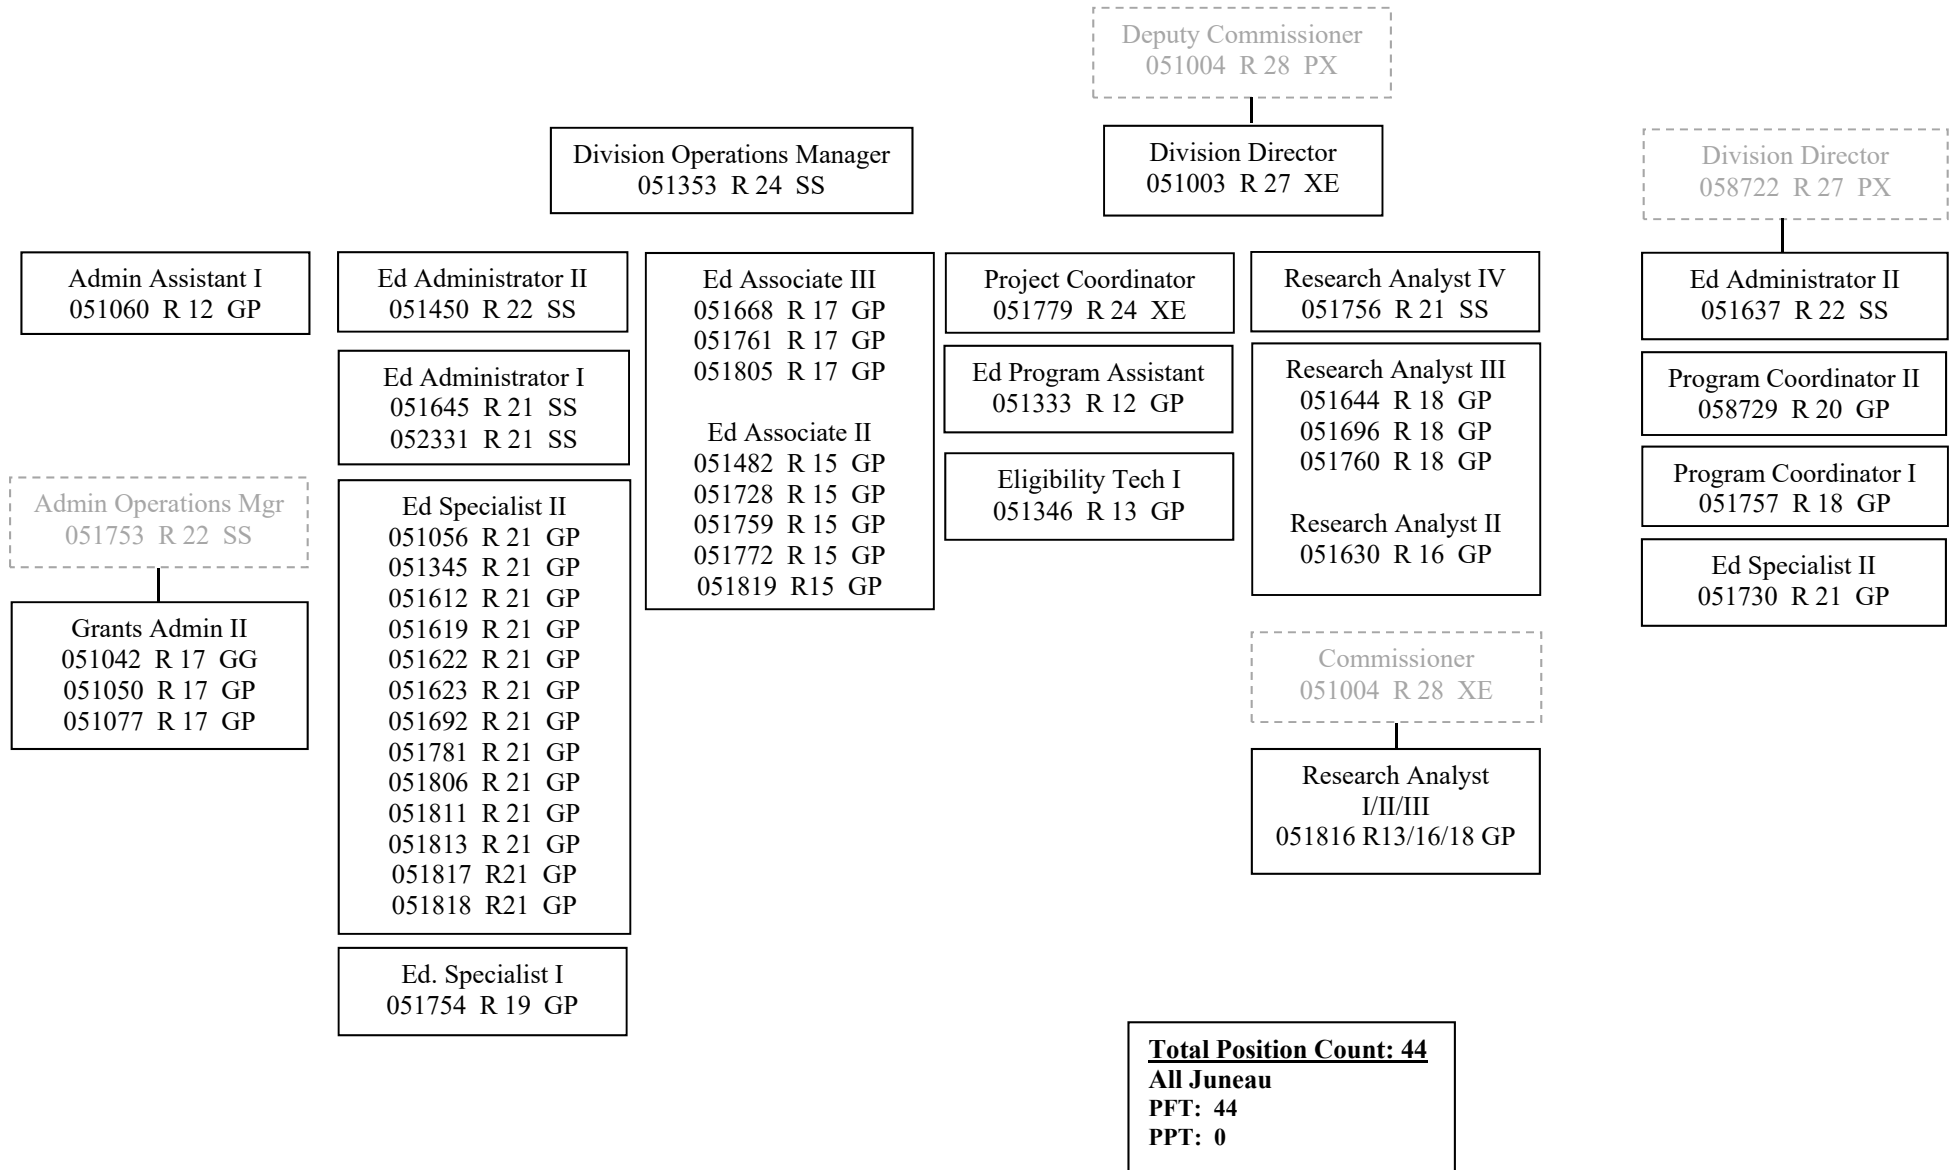 Deputy Commissioner
051004 R 28 PX
Division Operations Manager
051353 R 24 SS
Division Director
051003 R 27 XE
Division Director
058722 R 27 PX
Admin Assistant I
051060 R 12 GP
Admin Operations Mgr
051753 R 22 SS
Grants Admin II
051042 R 17 GG
051050 R 17 GP
051077 R 17 GP
Ed Administrator II
051450 R 22 SS
Ed Administrator I
051645 R 21 SS
052331 R 21 SS
Ed Specialist II
051056 R 21 GP
051345 R 21 GP
051612 R 21 GP
051619 R 21 GP
051622 R 21 GP
051623 R 21 GP
051692 R 21 GP
051781 R 21 GP
051806 R 21 GP
051811 R 21 GP
051813 R 21 GP
051817 R21 GP
051818 R21 GP
Ed. Specialist I
051754 R 19 GP
Ed Associate III
051668 R 17 GP
051761 R 17 GP
051805 R 17 GP
Ed Associate II
051482 R 15 GP
051728 R 15 GP
051759 R 15 GP
051772 R 15 GP
051819 R15 GP
Project Coordinator
051779 R 24 XE
Ed Program Assistant
051333 R 12 GP
Eligibility Tech I
051346 R 13 GP
Research Analyst IV
051756 R 21 SS
Research Analyst III
051644 R 18 GP
051696 R 18 GP
051760 R 18 GP
Research Analyst II
051630 R 16 GP
Commissioner
051004 R 28 XE
Research Analyst
I/II/III
051816 R13/16/18 GP
Ed Administrator II
051637 R 22 SS
Program Coordinator II
058729 R 20 GP
Program Coordinator I
051757 R 18 GP
Ed Specialist II
051730 R 21 GP
Total Position Count: 44
All Juneau
PFT: 44
PPT: 0